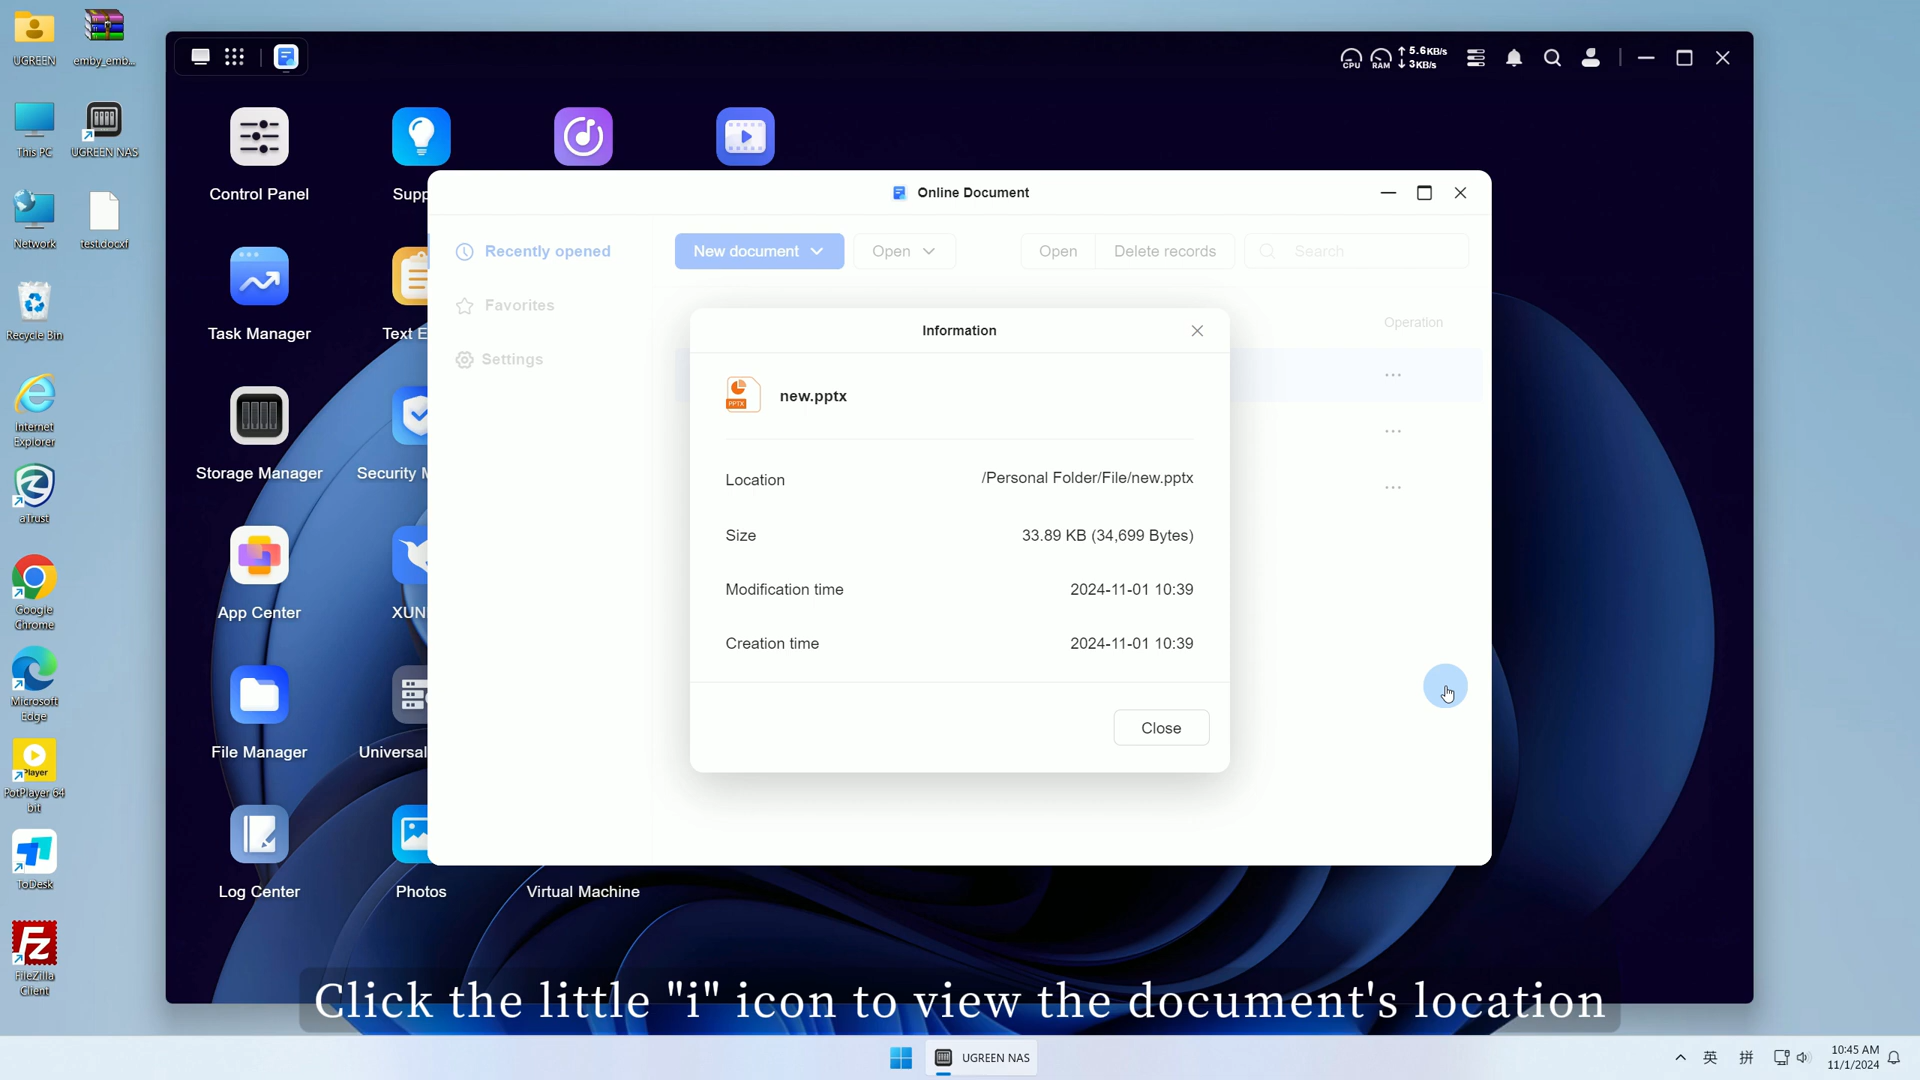 UGREEN
emby_emb...
This PC
UGREEN NAS
Network
test.docxf
Recycle Bin
Internet
Explorer
aTrust
Google
Chrome
Microsoft
Edge
Player
PotPlayer 64
bit
ToDesk
FileZilla
Client
CPU
RAM
5.6KB/s
3KB/s
Control Panel
Supp
Task Manager
Text E
Storage Manager
Security M
App Center
XUN
File Manager
Universal
Log Center
Photos
Virtual Machine
Online Document
Recently opened
Favorites
Settings
New document
Open
Open
Delete records
Search
Operation
...
...
...
Information
PPTX
new.pptx
Location
/Personal Folder/File/new.pptx
Size
33.89 KB (34,699 Bytes)
Modification time
2024-11-01 10:39
Creation time
2024-11-01 10:39
Close
Click the little "i" icon to view the document's location
UGREEN NAS
英
拼
10:45 AM
11/1/2024